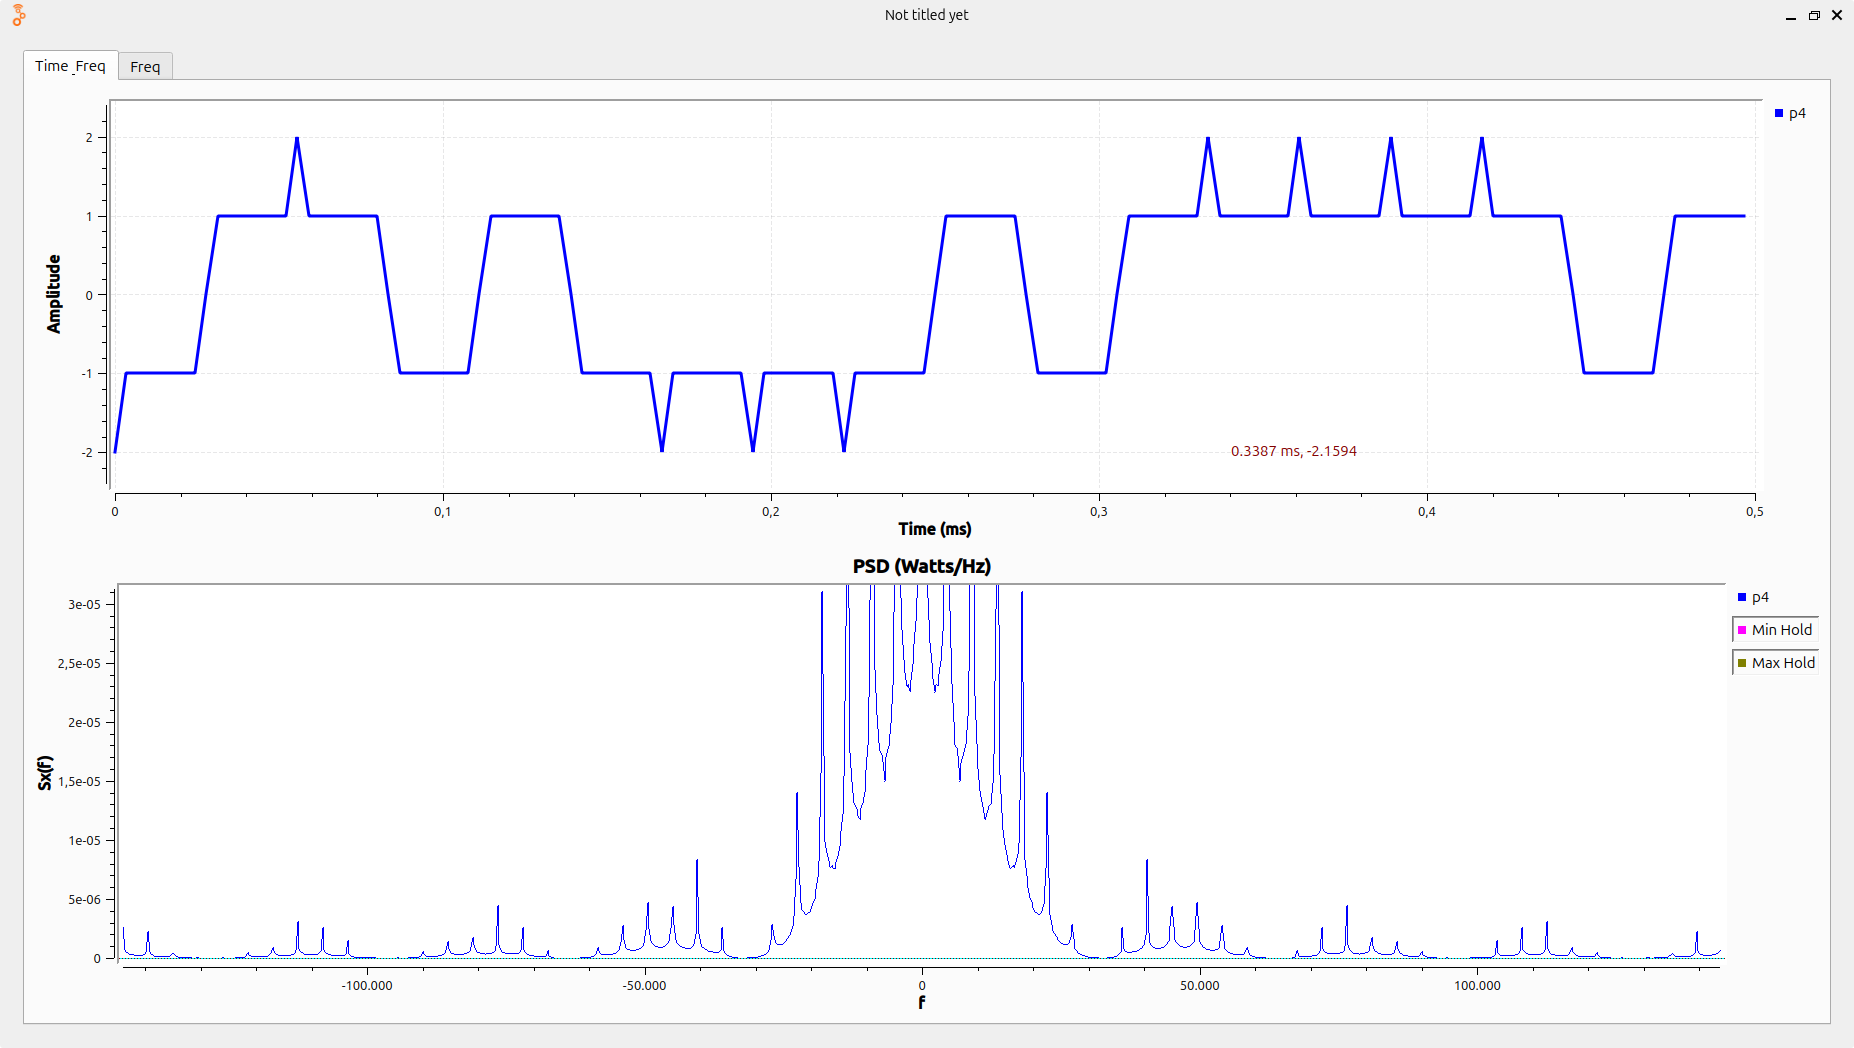 Not titled yet
Time_Freq
Freq
2
1
0
-1
-2
Amplitude
p4
0.3387 ms, -2.1594
0
0,1
0,2
0,3
0,4
0,5
Time (ms)
PSD (Watts/Hz)
3e-05
2,5e-05
2e-05
1,5e-05
1e-05
5e-06
0
Sx(f)
p4
Min Hold
Max Hold
-100.000
-50.000
0
50.000
100.000
f